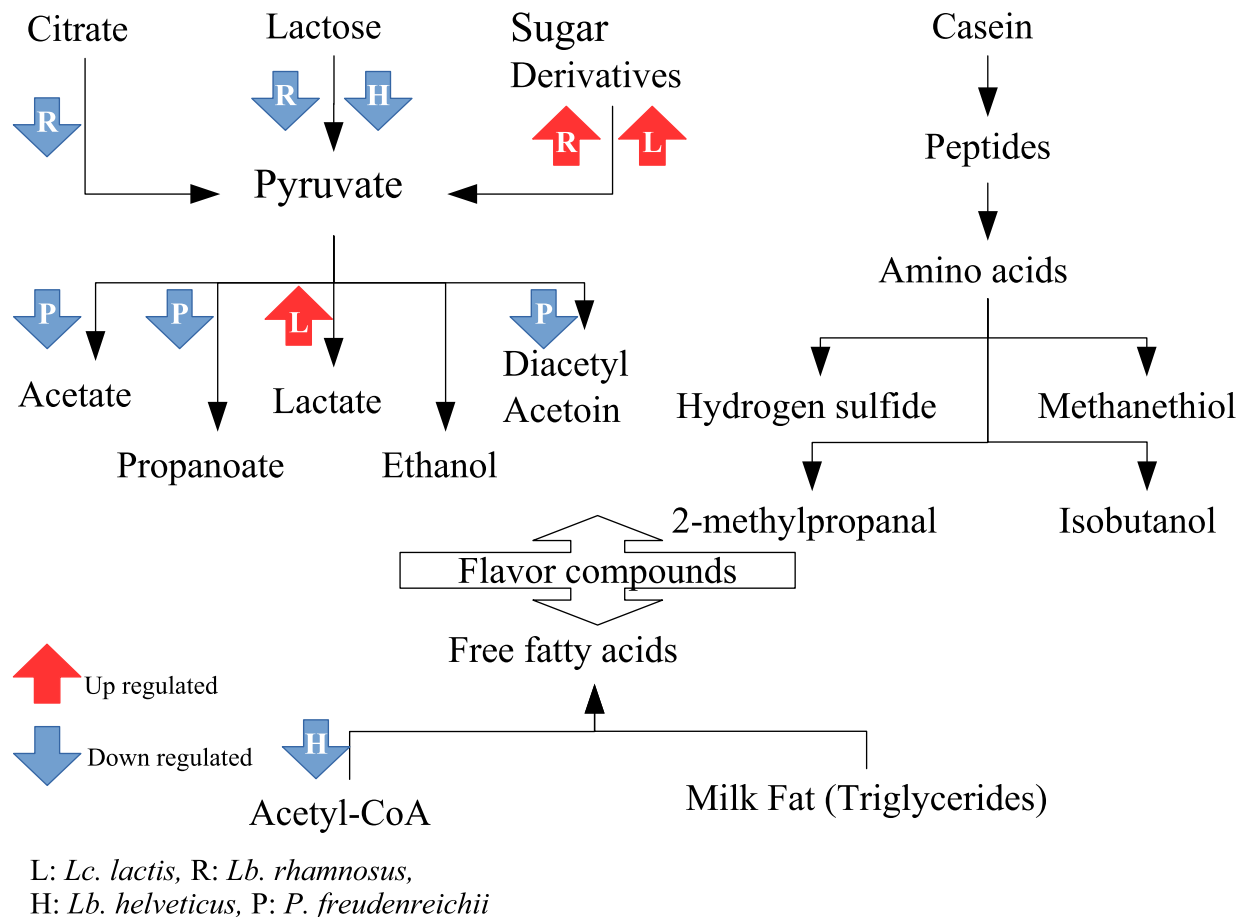 Citrate
Lactose
Sugar
Derivatives
Casein
R
R
H
R
L
Peptides
Pyruvate
Amino acids
P
P
L
P
Acetate
Propanoate
Lactate
Ethanol
Diacetyl
Acetoin
Hydrogen sulfide
Methanethiol
2-methylpropanal
Isobutanol
Flavor compounds
Free fatty acids
Up regulated
Down regulated
H
Acetyl-CoA
Milk Fat (Triglycerides)
L: Lc. lactis, R: Lb. rhamnosus,
H: Lb. helveticus, P: P. freudenreichii